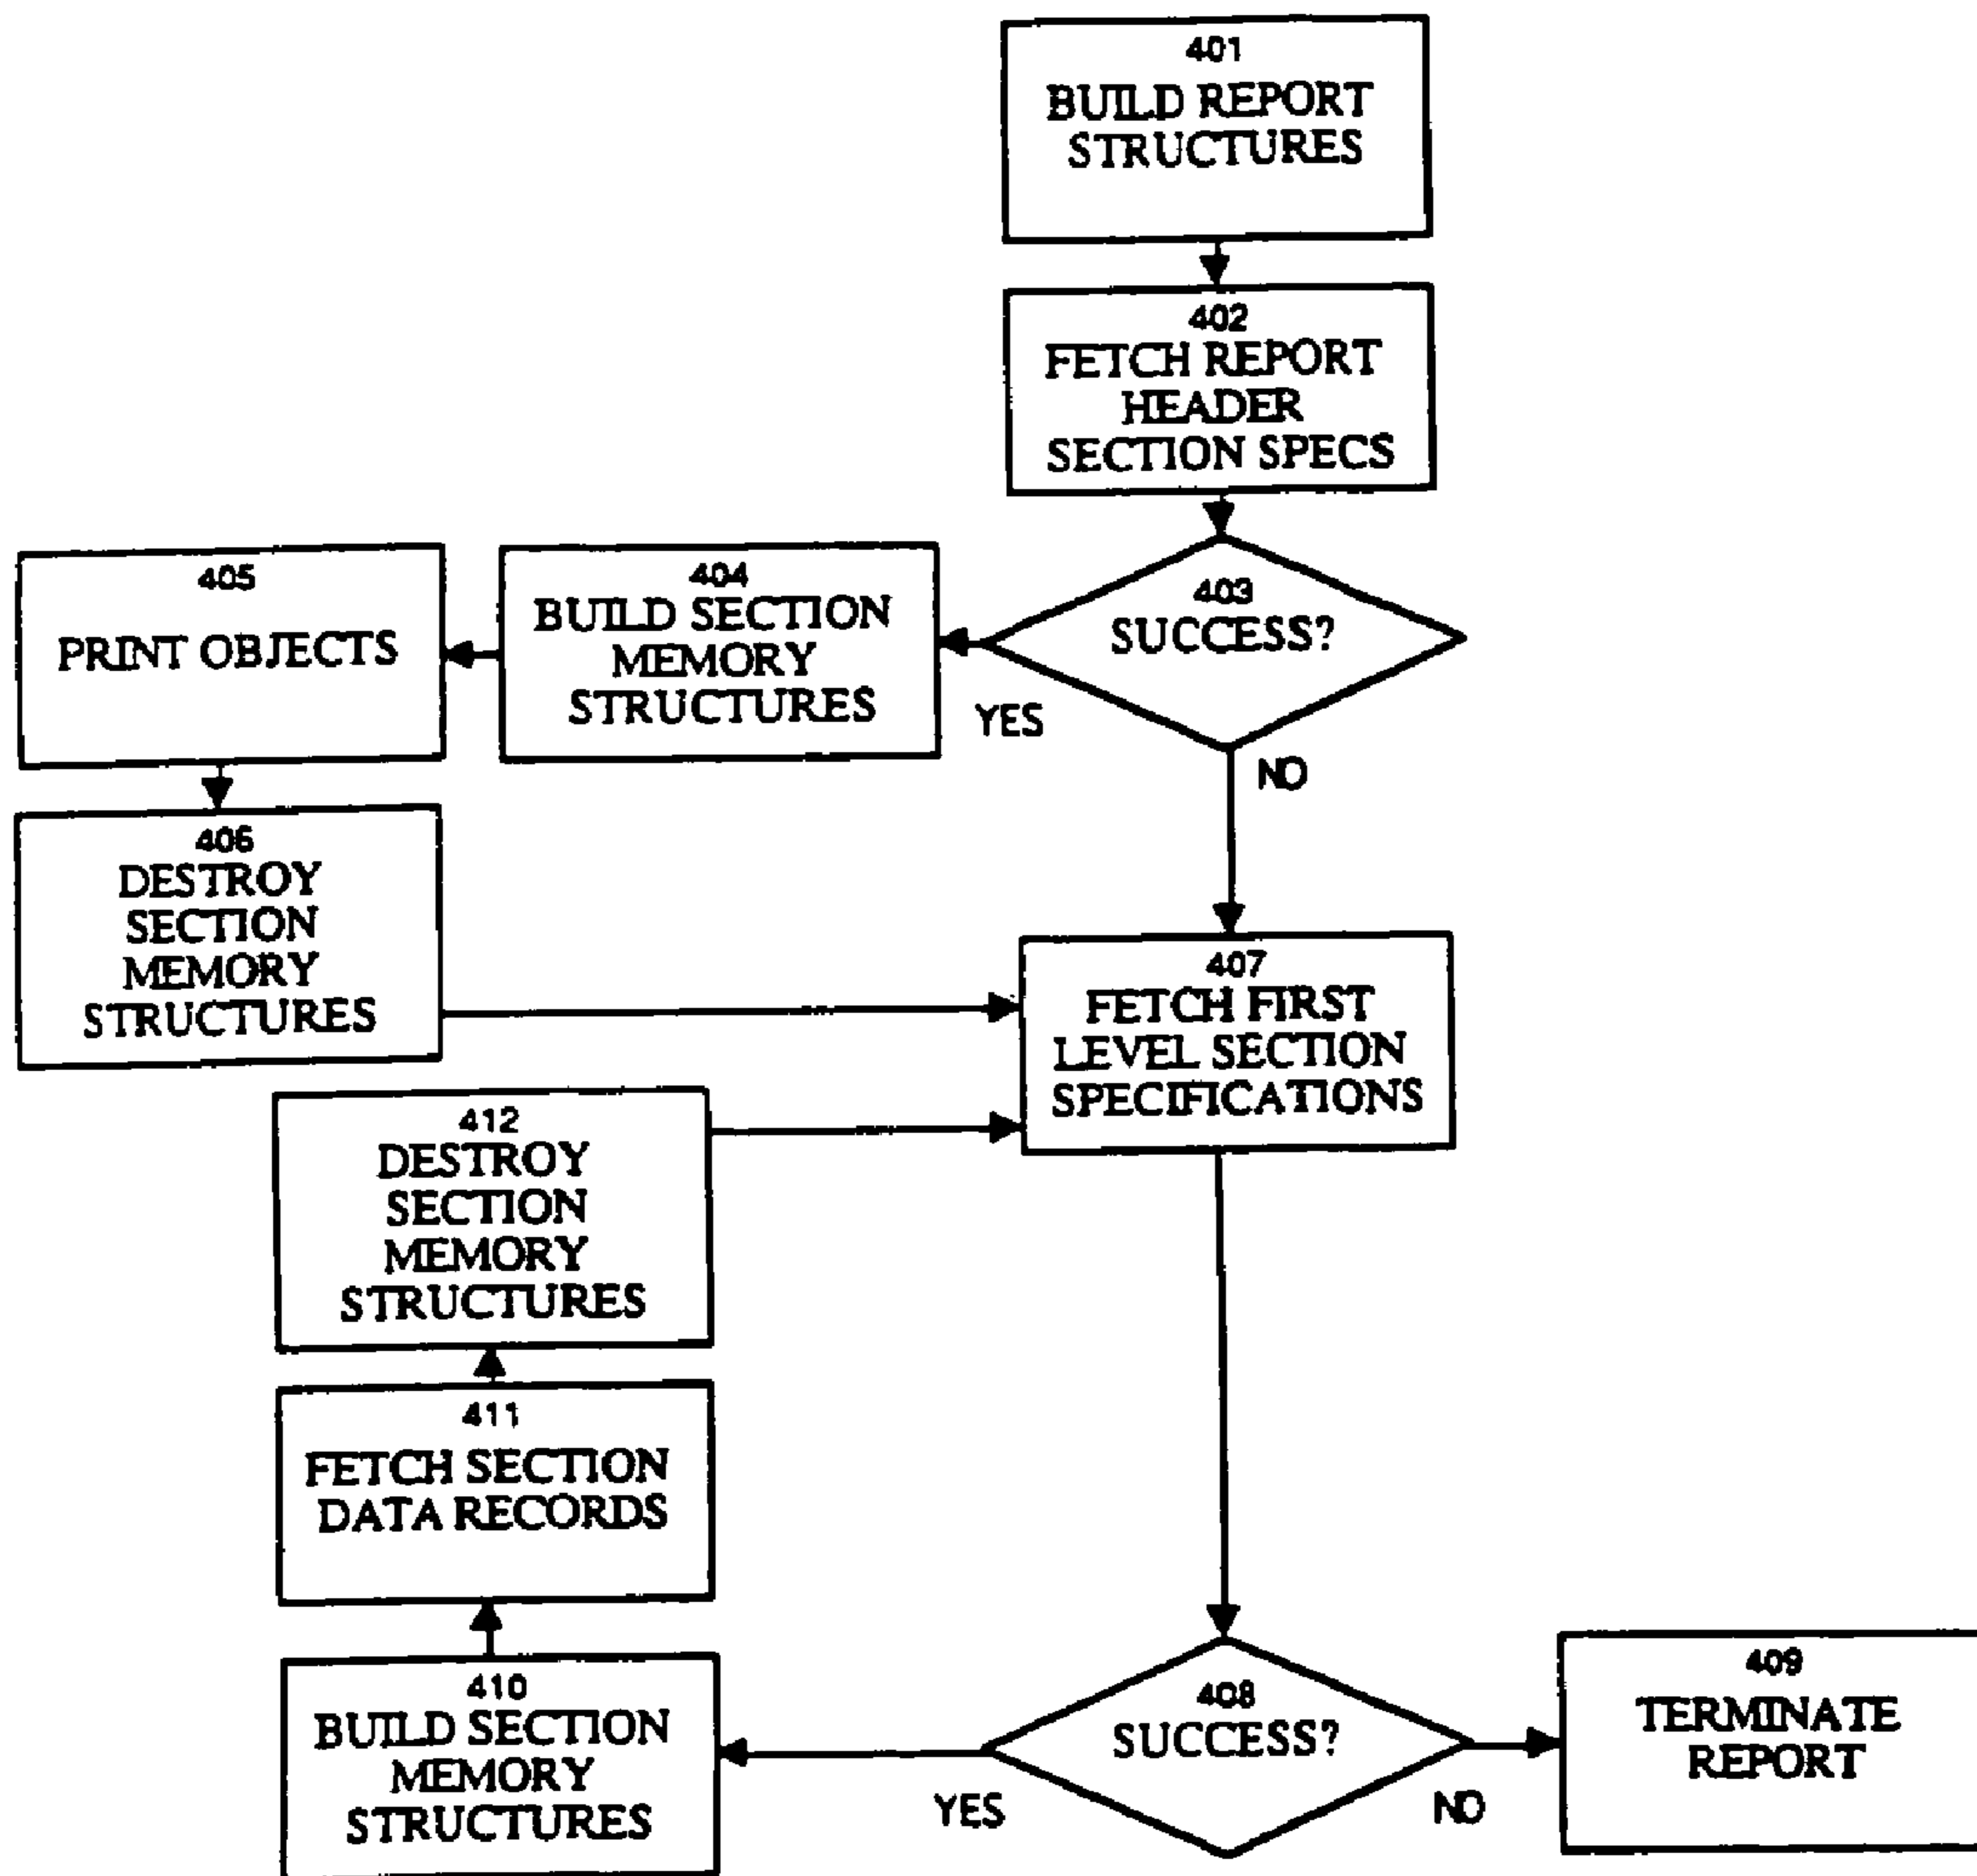 401
BUILD REPORT
STRUCTURES
402
FETCH REPORT
HEADER
SECTION SPECS
403
SUCCESS?
YES
NO
404
BUILD SECTION
MEMORY
STRUCTURES
405
PRINT OBJECTS
406
DESTROY
SECTION
MEMORY
STRUCTURES
407
FETCH FIRST
LEVEL SECTION
SPECIFICATIONS
408
SUCCESS?
YES
NO
409
TERMINATE
REPORT
410
BUILD SECTION
MEMORY
STRUCTURES
411
FETCH SECTION
DATA RECORDS
412
DESTROY
SECTION
MEMORY
STRUCTURES